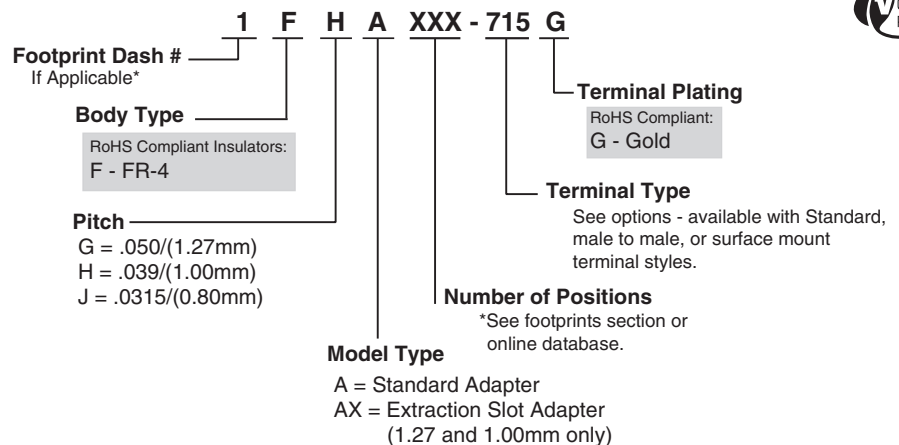 1 F H A XXX - 715 G
Footprint Dash #
If Applicable*
Body Type
RoHS Compliant Insulators:
F - FR-4
Pitch
G = .050/(1.27mm)
H = .039/(1.00mm)
J = .0315/(0.80mm)
Model Type
A = Standard Adapter
AX = Extraction Slot Adapter
(1.27 and 1.00mm only)
Number of Positions
*See footprints section or
online database.
Terminal Type
See options - available with Standard,
male to male, or surface mount
terminal styles.
Terminal Plating
RoHS Compliant:
G - Gold